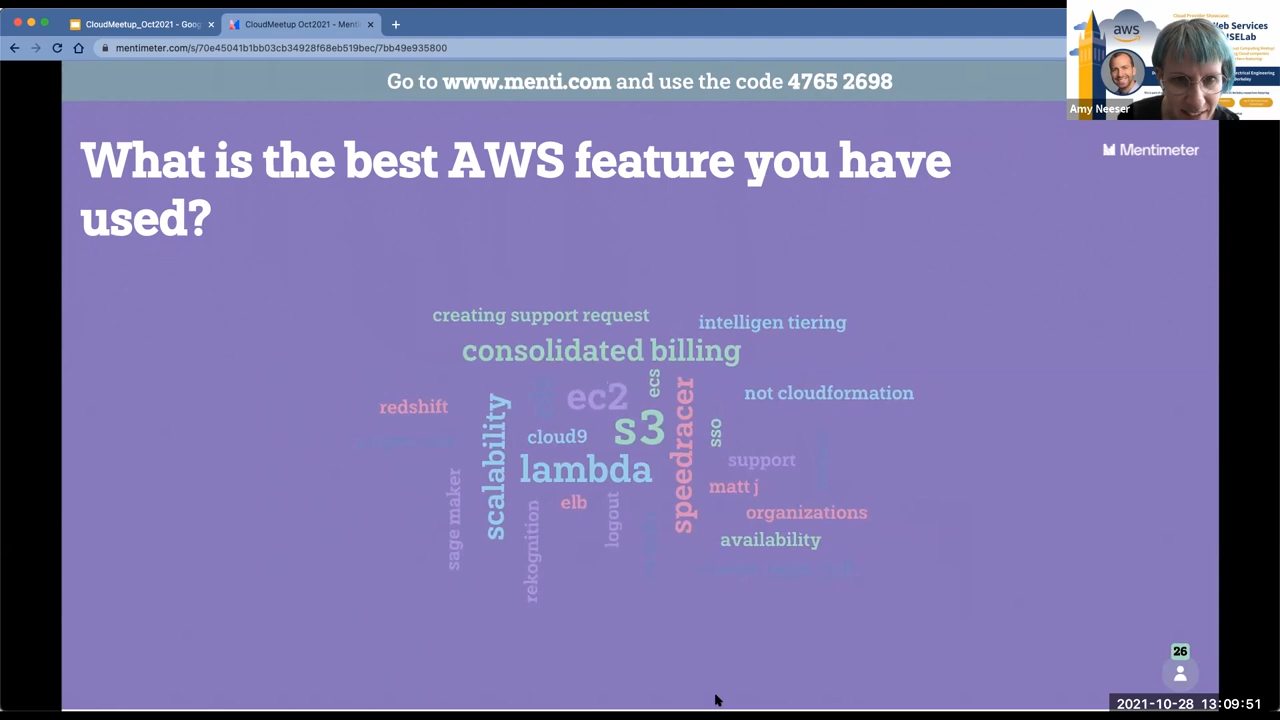 CloudMeetup_Oct2021 - Goog
CloudMeetup Oct2021 - Menti
mentimeter.com/s/70e45041b1bb03cb34928f68eb519bec/7bb49e935800
Go to www.menti.com and use the code 4765 2698
Cloud Provider Showcase:
aws
Web Services
Amy Neeser
Mentimeter
What is the best AWS feature you have
used?
creating support request
intelligen tiering
consolidated billing
ecs
ec2
not cloudformation
redshift
scalability
s3
speedracer
sso
cloud9
support
lambda
matt j
sage maker
elb
logout
organizations
rekognition
availability
26
2021-10-28 13:09:51